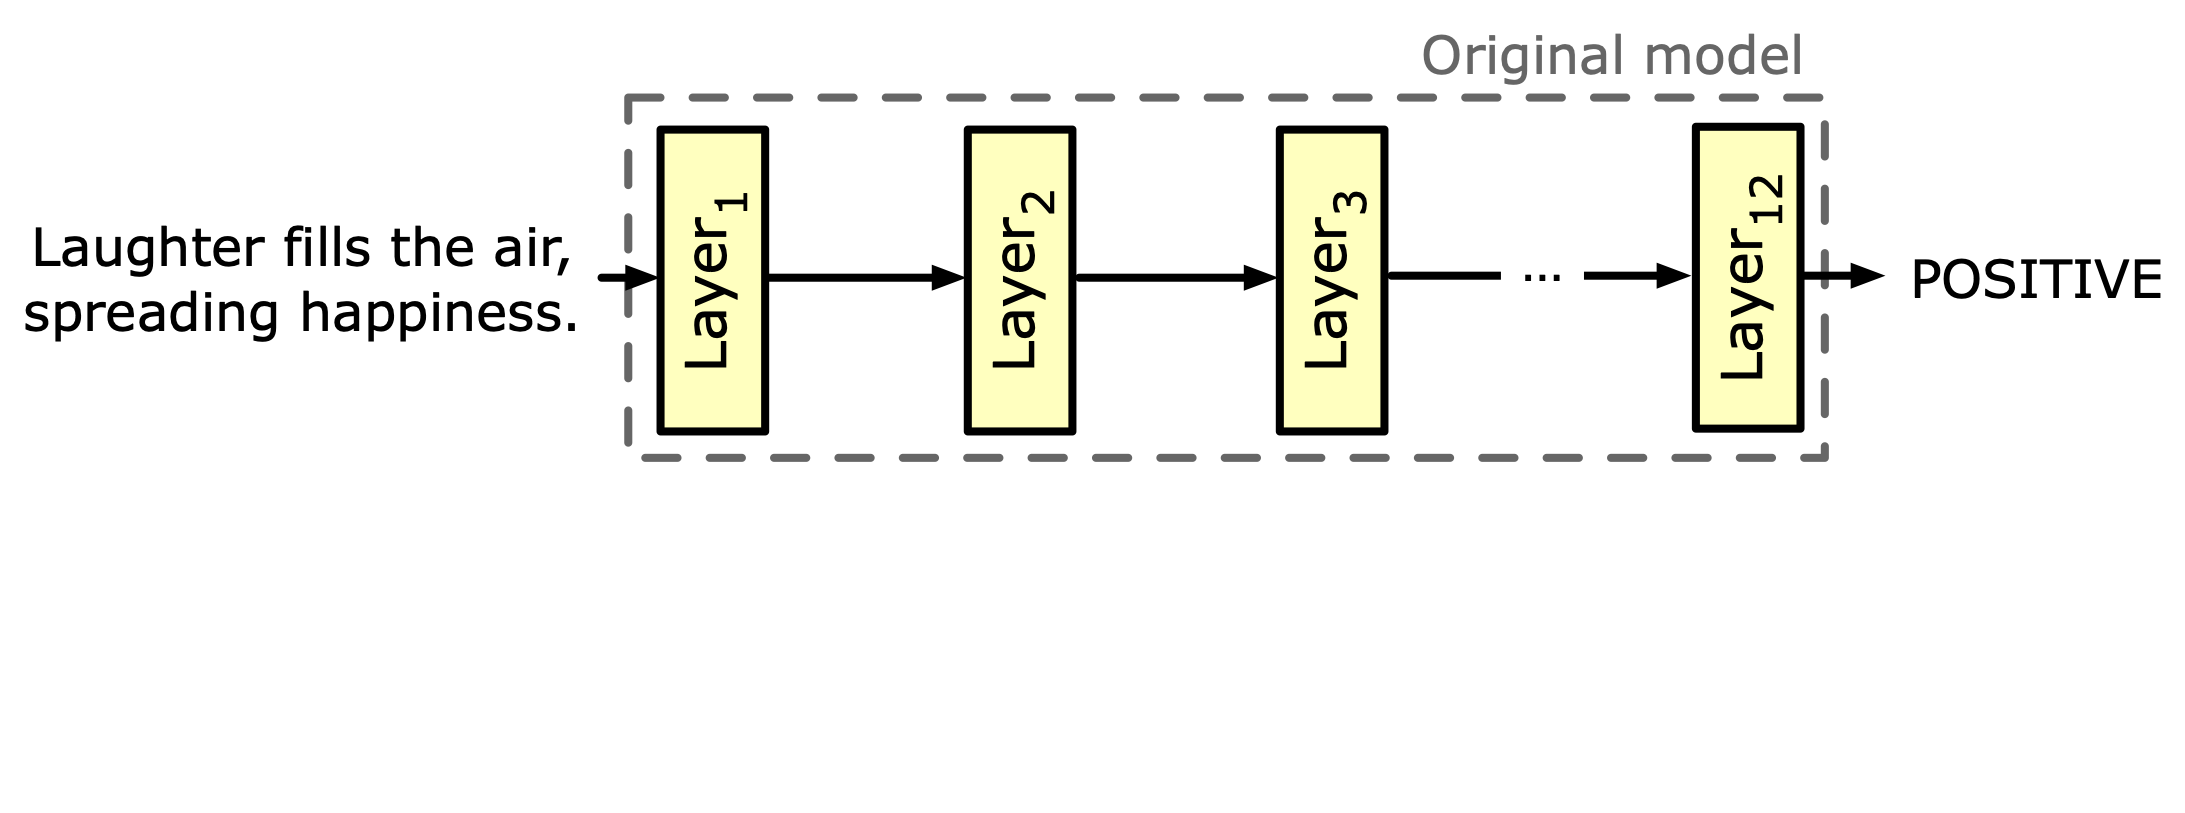 Original model
Laughter fills the air,
spreading happiness.
Layer1
Layer2
Layer3
...
Layer12
POSITIVE